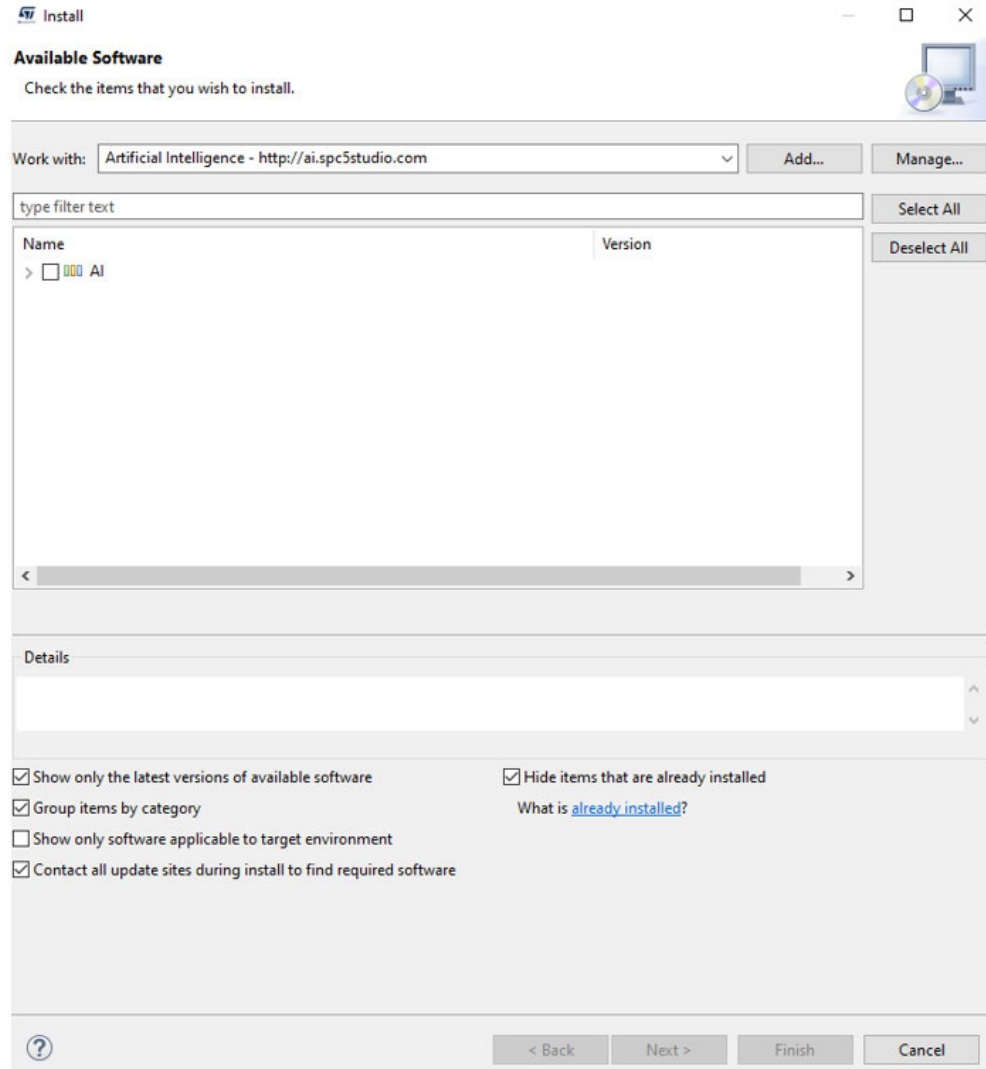 Install
Available Software
Check the items that you wish to install.
Work with: Artificial Intelligence - http://ai.spc5studio.com Add... Manage...
type filter text Select All
Name Version Deselect All
AI
Details
Show only the latest versions of available software Hide items that are already installed
Group items by category What is already installed?
Show only software applicable to target environment
Contact all update sites during install to find required software
? < Back Next > Finish Cancel